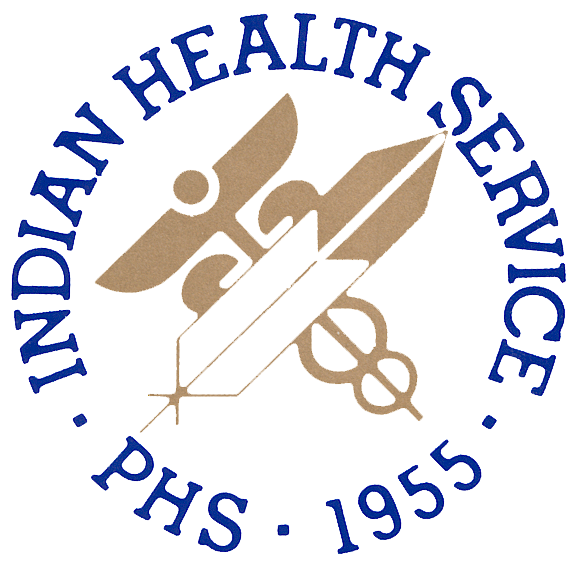 INDIAN HEALTH SERVICE
· PHS · 1955 ·